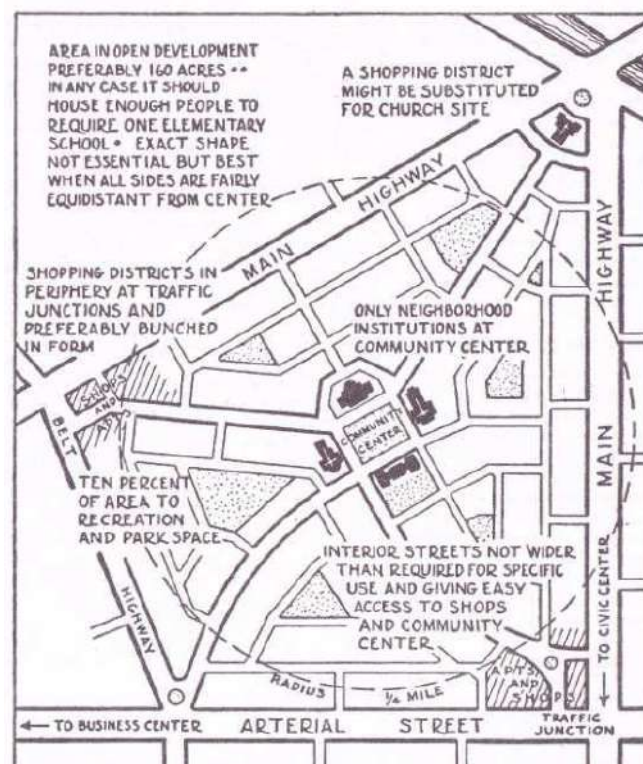 AREA IN OPEN DEVELOPMENT
PREFERABLY 160 ACRES ••
IN ANY CASE IT SHOULD
HOUSE ENOUGH PEOPLE TO
REQUIRE ONE ELEMENTARY
SCHOOL • EXACT SHAPE
NOT ESSENTIAL BUT BEST
WHEN ALL SIDES ARE FAIRLY
EQUIDISTANT FROM CENTER
A SHOPPING DISTRICT
MIGHT BE SUBSTITUTED
FOR CHURCH SITE
MAIN HIGHWAY
SHOPPING DISTRICTS IN
PERIPHERY AT TRAFFIC
JUNCTIONS AND
PREFERABLY BUNCHED
IN FORM
ONLY NEIGHBORHOOD
INSTITUTIONS AT
COMMUNITY CENTER
SHOPS
AND
APTS
COMMUNITY
CENTER
BELT HIGHWAY
TEN PERCENT
OF AREA TO
RECREATION
AND PARK SPACE
INTERIOR STREETS NOT WIDER
THAN REQUIRED FOR SPECIFIC
USE AND GIVING EASY
ACCESS TO SHOPS
AND COMMUNITY
CENTER
MAIN HIGHWAY
TO CIVIC CENTER
RADIUS ¼ MILE
APTS
AND
SHOPS
TRAFFIC
JUNCTION
← TO BUSINESS CENTER ARTERIAL STREET